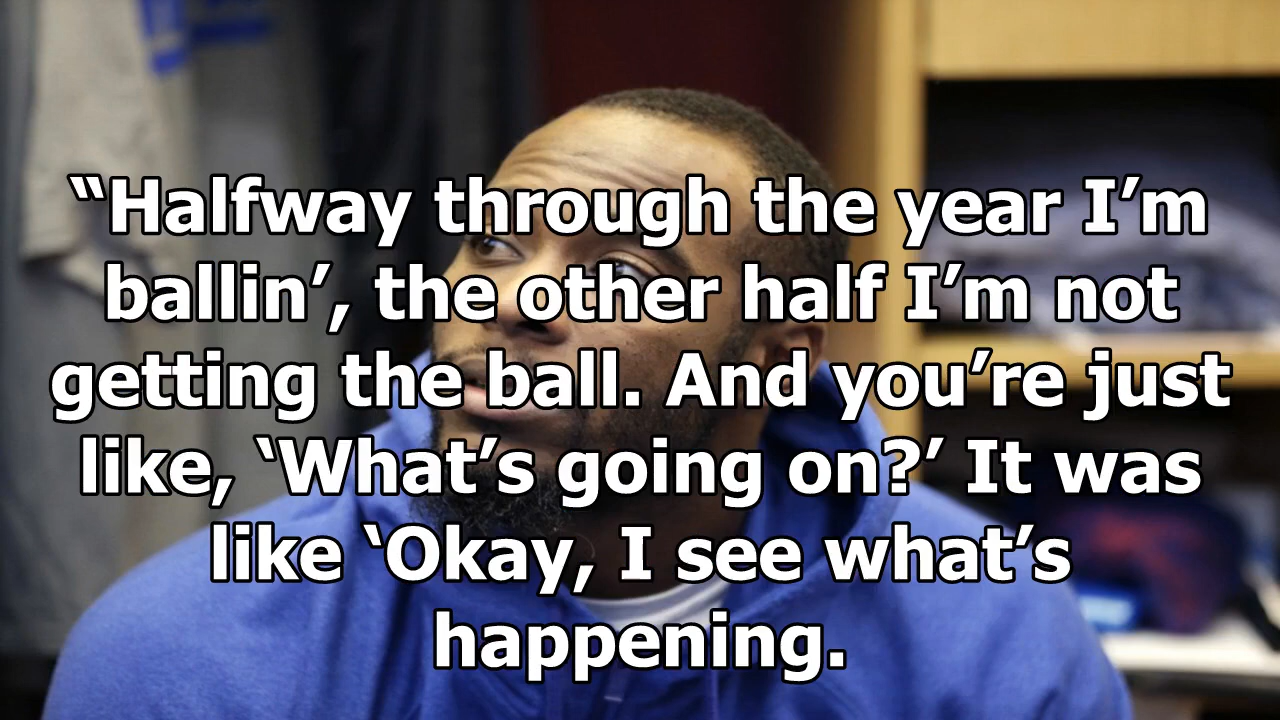 “Halfway through the year I’m
ballin’, the other half I’m not
getting the ball. And you’re just
like, ‘What’s going on?’ It was
like ‘Okay, I see what’s
happening.